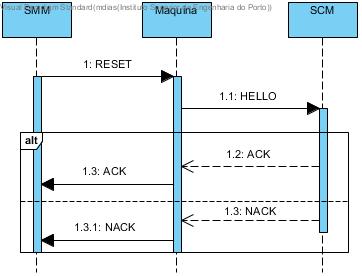 Visual Paradigm Standard(mdias(Instituto Superior de Engenharia do Porto))
SMM
Maquina
SCM
1: RESET
1.1: HELLO
alt
1.2: ACK
1.3: ACK
1.3: NACK
1.3.1: NACK